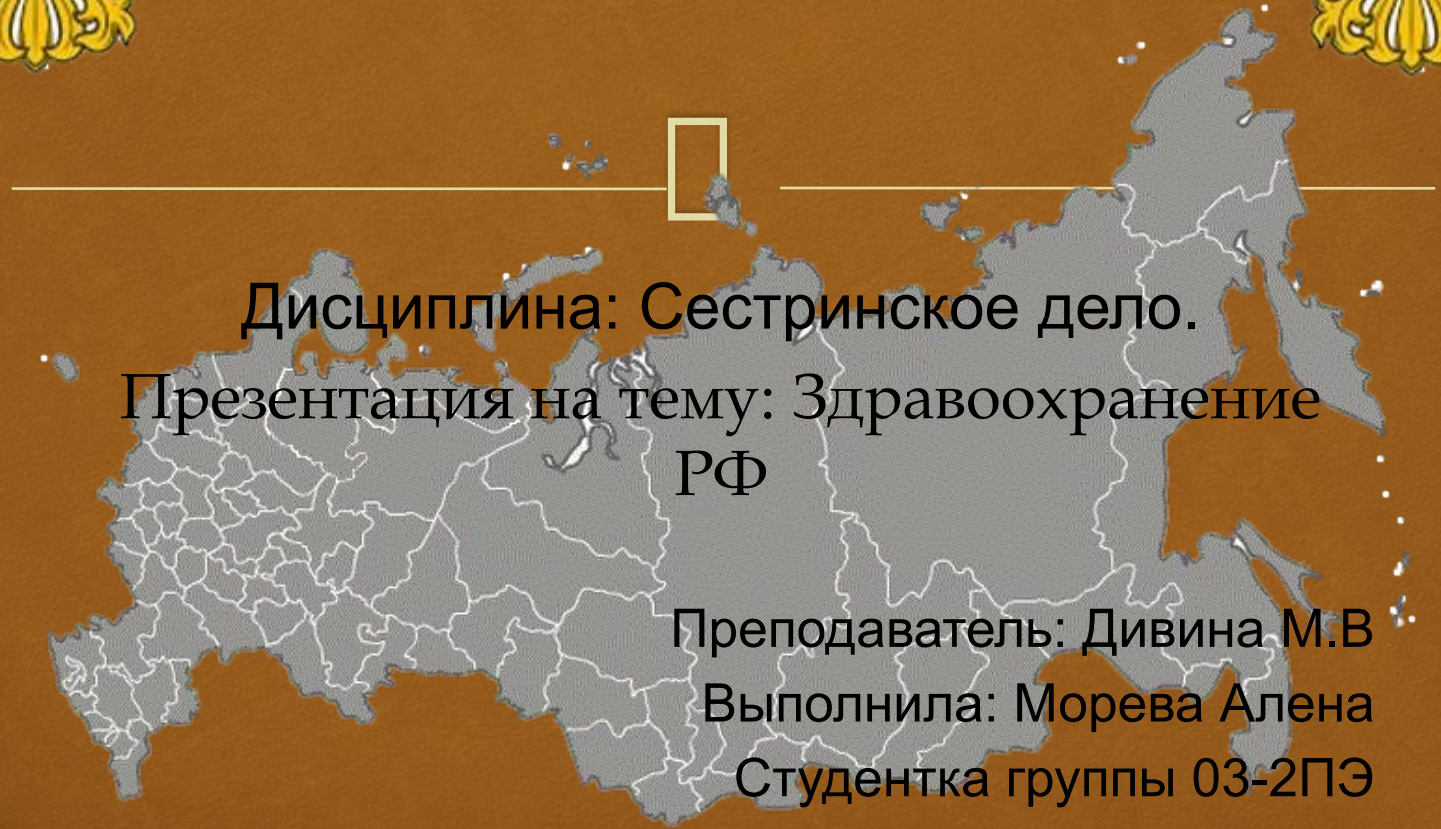 Дисциплина: Сестринское дело.
Презентация на тему: Здравоохранение
РФ
Преподаватель: Дивина М.В
Выполнила: Морева Алена
Студентка группы 03-2ПЭ